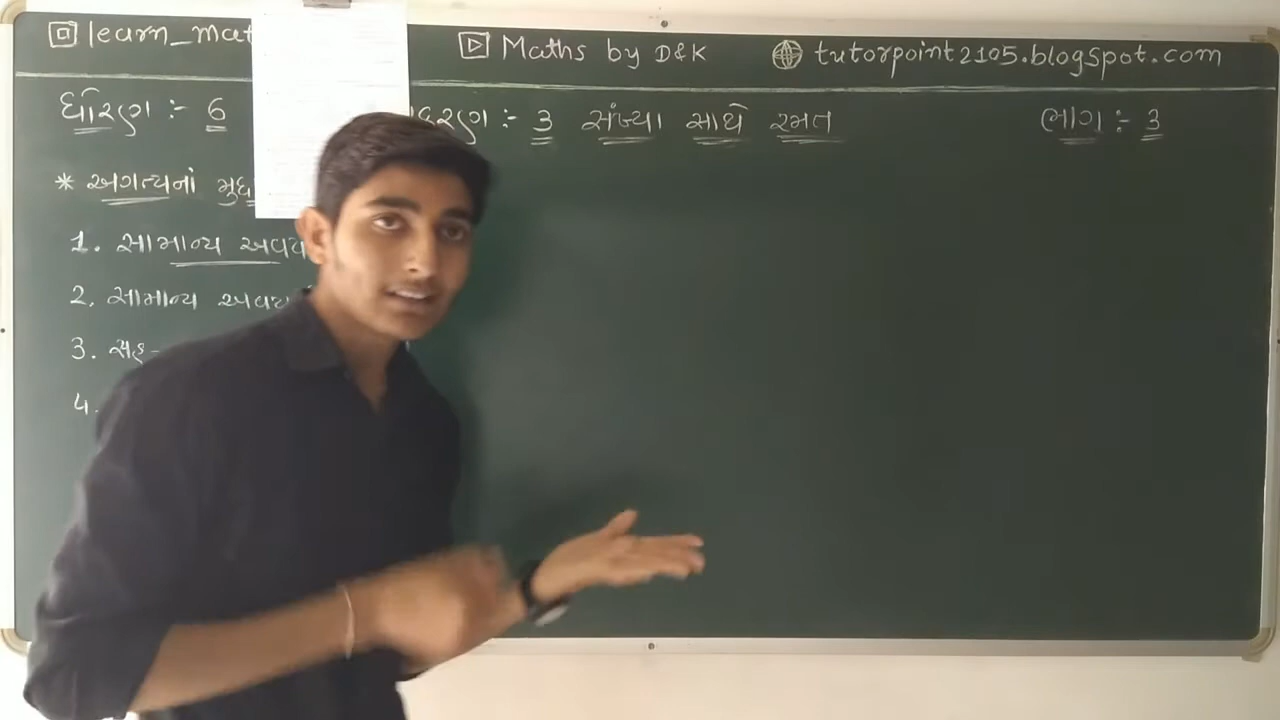 learn_mat
Maths by D&K
tutorpoint2105.blogspot.com
ધોરણ :- 6
:- 3 સંખ્યા સાથે રમત
ભાગ :- 3
* અગત્યનાં
1. સામાન્ય અવય
2. સામાન્ય અવય
3. સહ-
4.